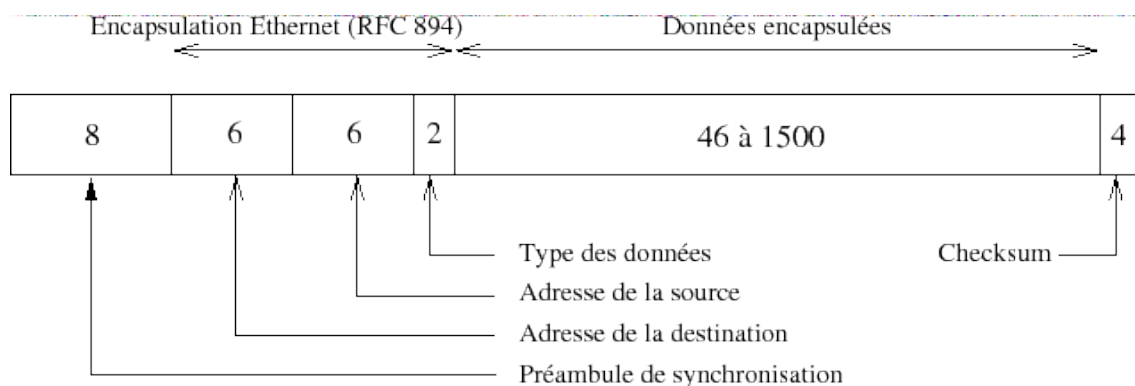 Encapsulation Ethernet (RFC 894) Données encapsulées
8 6 6 2 46 à 1500 4
Type des données Checksum
Adresse de la source
Adresse de la destination
Préambule de synchronisation